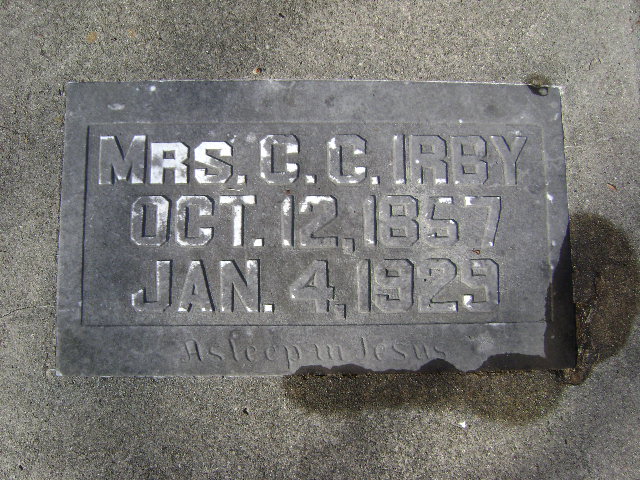 MRS. C. C. IRBY
OCT. 12, 1857
JAN. 4, 1929
Asleep in Jesus